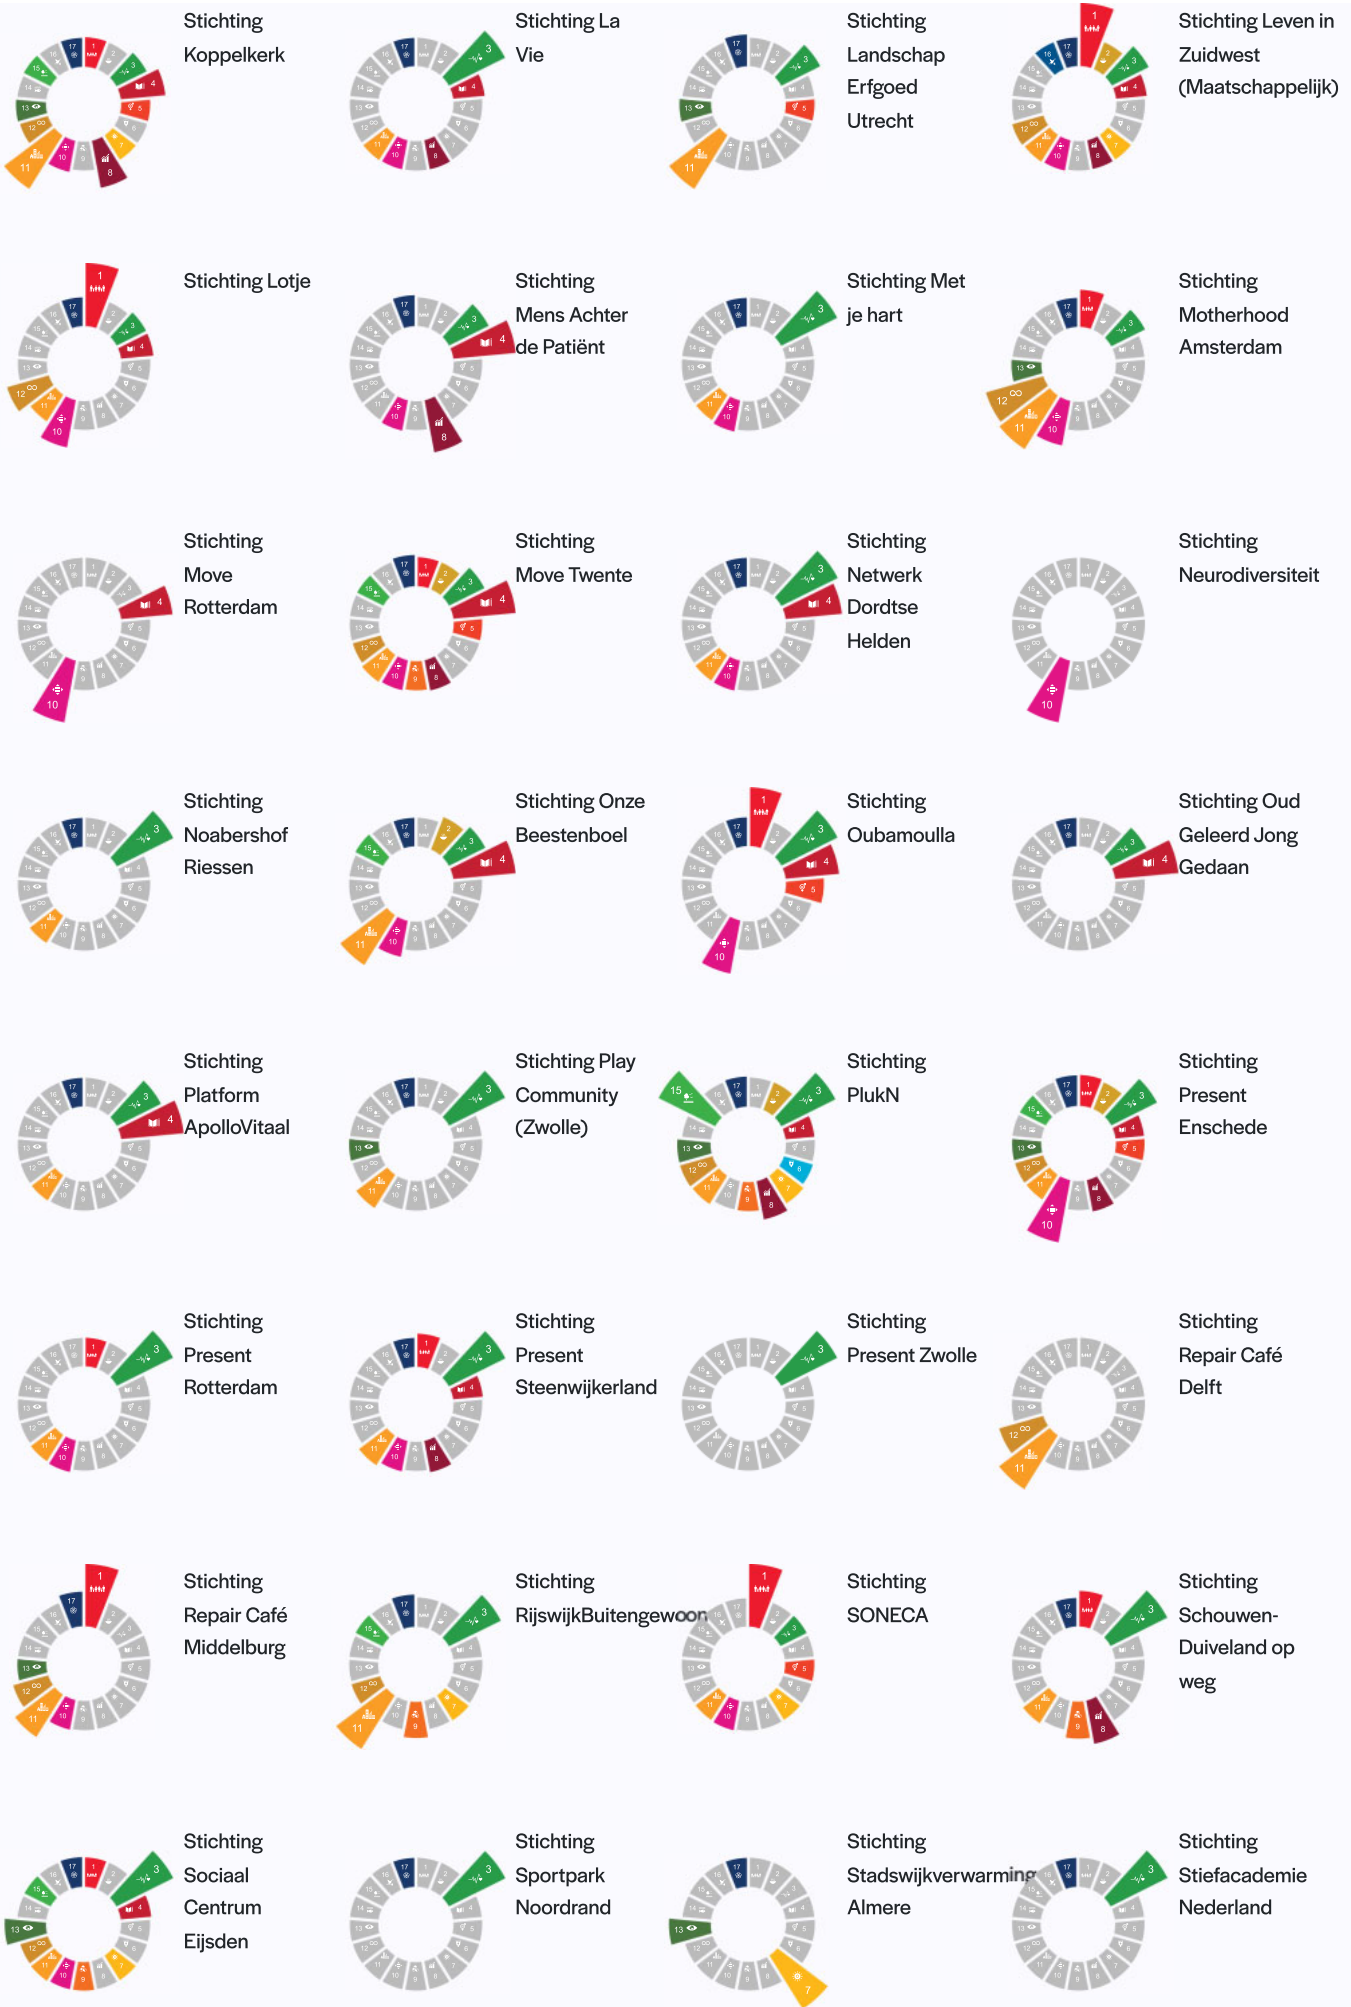 Stichting
Koppelkerk
Stichting La
Vie
Stichting
Landschap
Erfgoed
Utrecht
Stichting Leven in
Zuidwest
(Maatschappelijk)
Stichting Lotje
Stichting
Mens Achter
de Patiënt
Stichting Met
je hart
Stichting
Motherhood
Amsterdam
Stichting
Move
Rotterdam
Stichting
Move Twente
Stichting
Netwerk
Dordtse
Helden
Stichting
Neurodiversiteit
Stichting
Noabershof
Riessen
Stichting Onze
Beestenboel
Stichting
Oubamoulla
Stichting Oud
Geleerd Jong
Gedaan
Stichting
Platform
ApolloVitaal
Stichting Play
Community
(Zwolle)
Stichting
PlukN
Stichting
Present
Enschede
Stichting
Present
Rotterdam
Stichting
Present
Steenwijkerland
Stichting
Present Zwolle
Stichting
Repair Café
Delft
Stichting
Repair Café
Middelburg
Stichting
RijswijkBuitengewoon
Stichting
SONECA
Stichting
Schouwen-
Duiveland op
weg
Stichting
Sociaal
Centrum
Eijsden
Stichting
Sportpark
Noordrand
Stichting
Stadswijkverwarming
Almere
Stichting
Stiefacademie
Nederland